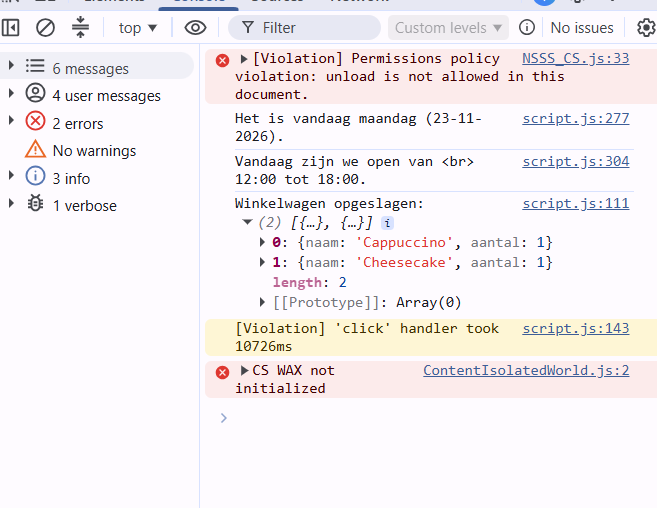 top ▼
Filter
Custom levels ▼
No issues
6 messages
4 user messages
2 errors
No warnings
3 info
1 verbose
[Violation] Permissions policy NSSS_CS.js:33
violation: unload is not allowed in this
document.
Het is vandaag maandag (23-11- script.js:277
2026).
Vandaag zijn we open van <br> script.js:304
12:00 tot 18:00.
Winkelwagen opgeslagen: script.js:111
(2) [{…}, {…}] i
0: {naam: 'Cappuccino', aantal: 1}
1: {naam: 'Cheesecake', aantal: 1}
length: 2
[[Prototype]]: Array(0)
[Violation] 'click' handler took script.js:143
10726ms
CS WAX not ContentIsolatedWorld.js:2
initialized